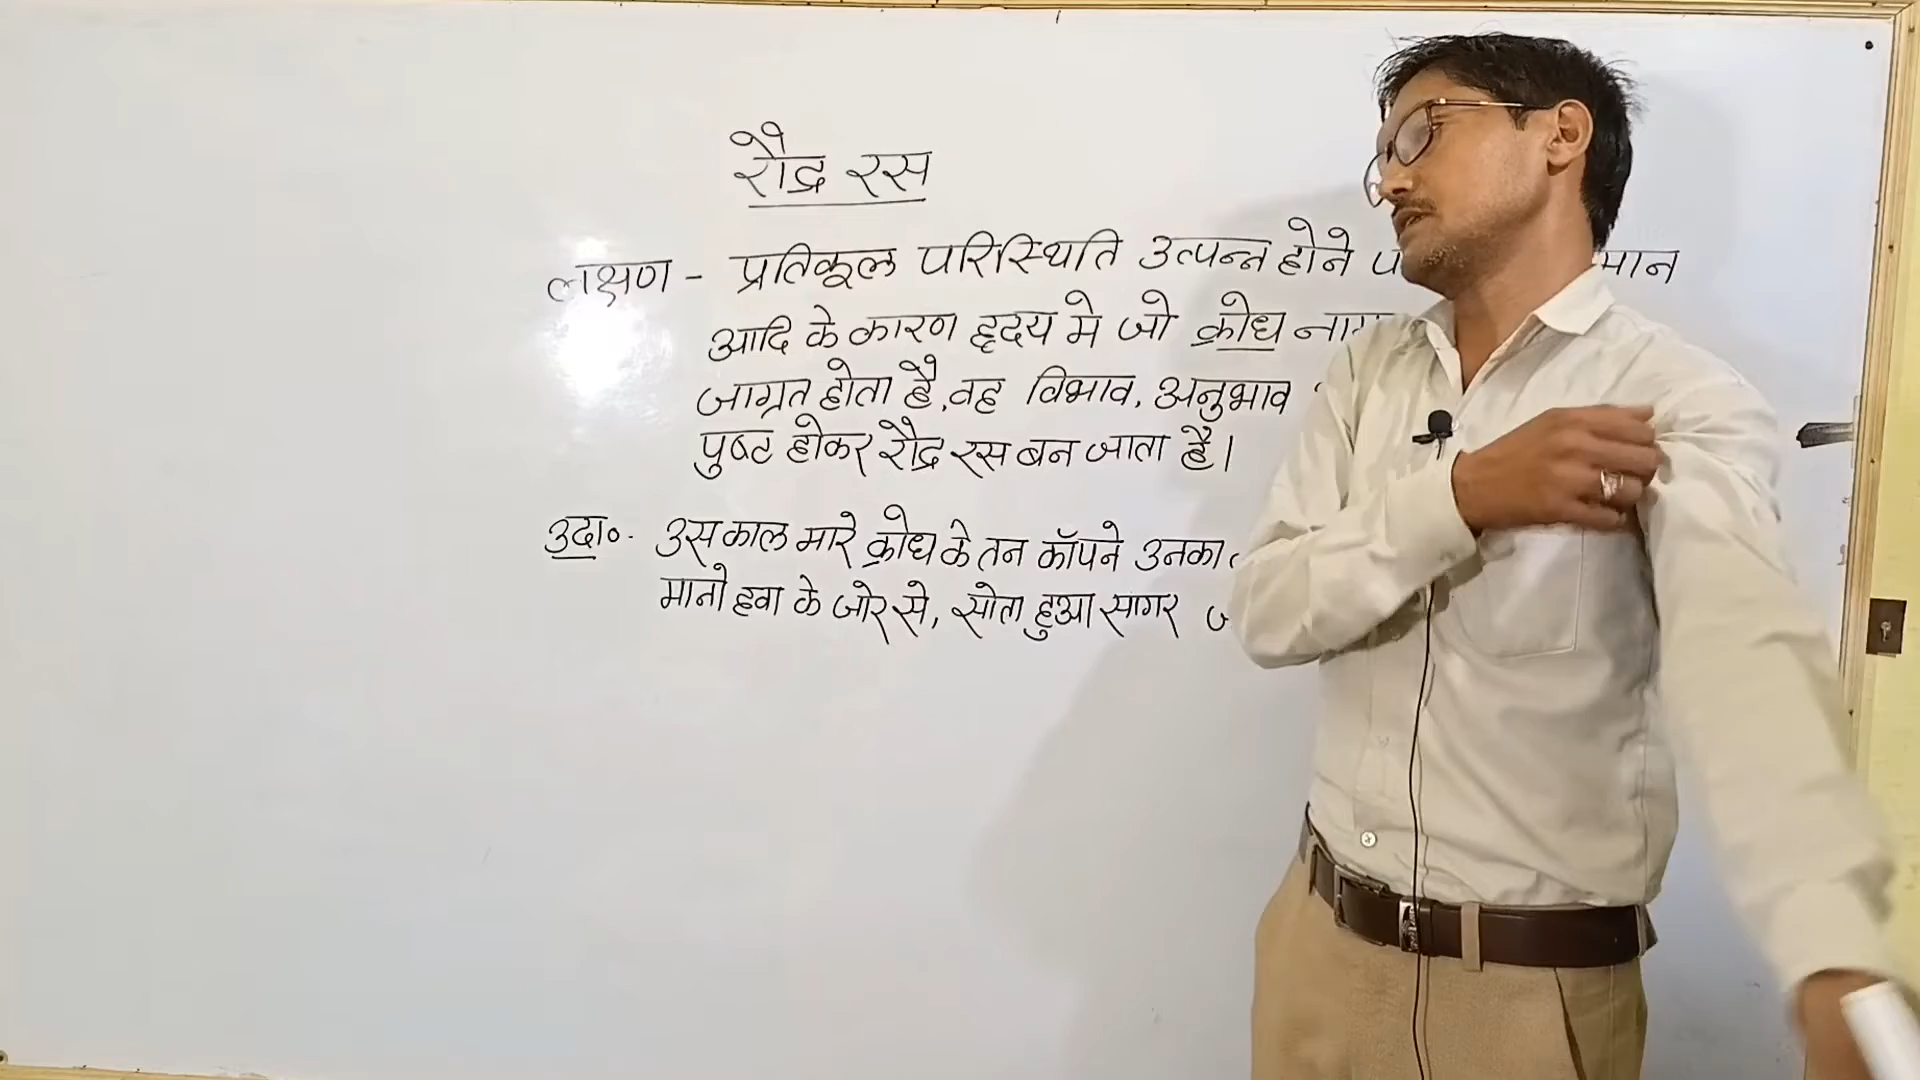 रौद्र रस
लक्षण - प्रतिकूल परिस्थिति उत्पन्न होने मान
आदि के कारण हृदय मे जो क्रोध
जाग्रत होता है, वह विभाव, अनुभाव
पुष्ट होकर रौद्र रस बन जाता है।
उदा०- उस काल मारे क्रोध के तन काँपने उनका
मानो हवा के जोर से, सोता हुआ सागर